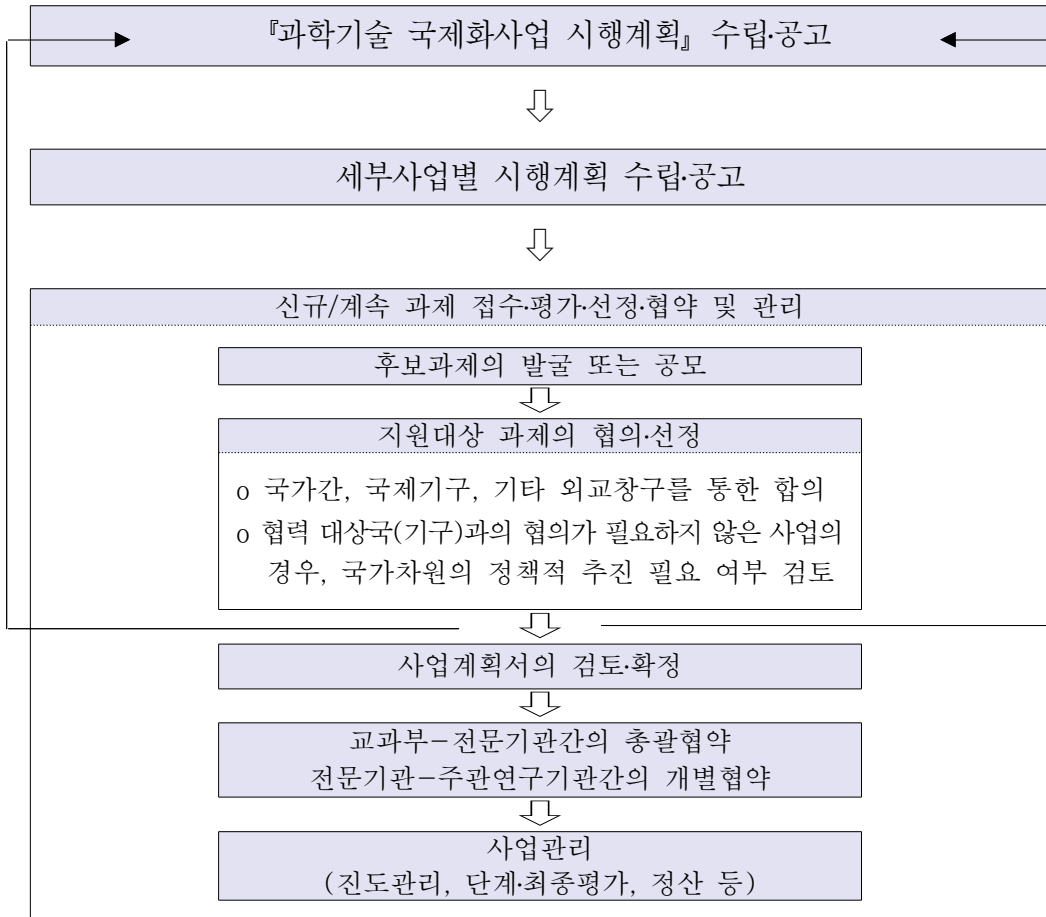 『과학기술 국제화사업 시행계획』 수립·공고
세부사업별 시행계획 수립·공고
신규/계속 과제 접수·평가·선정·협약 및 관리
후보과제의 발굴 또는 공모
지원대상 과제의 협의·선정
o 국가간, 국제기구, 기타 외교창구를 통한 합의
o 협력 대상국(기구)과의 협의가 필요하지 않은 사업의
경우, 국가차원의 정책적 추진 필요 여부 검토
사업계획서의 검토·확정
교과부-전문기관간의 총괄협약
전문기관-주관연구기관간의 개별협약
사업관리
(진도관리, 단계·최종평가, 정산 등)